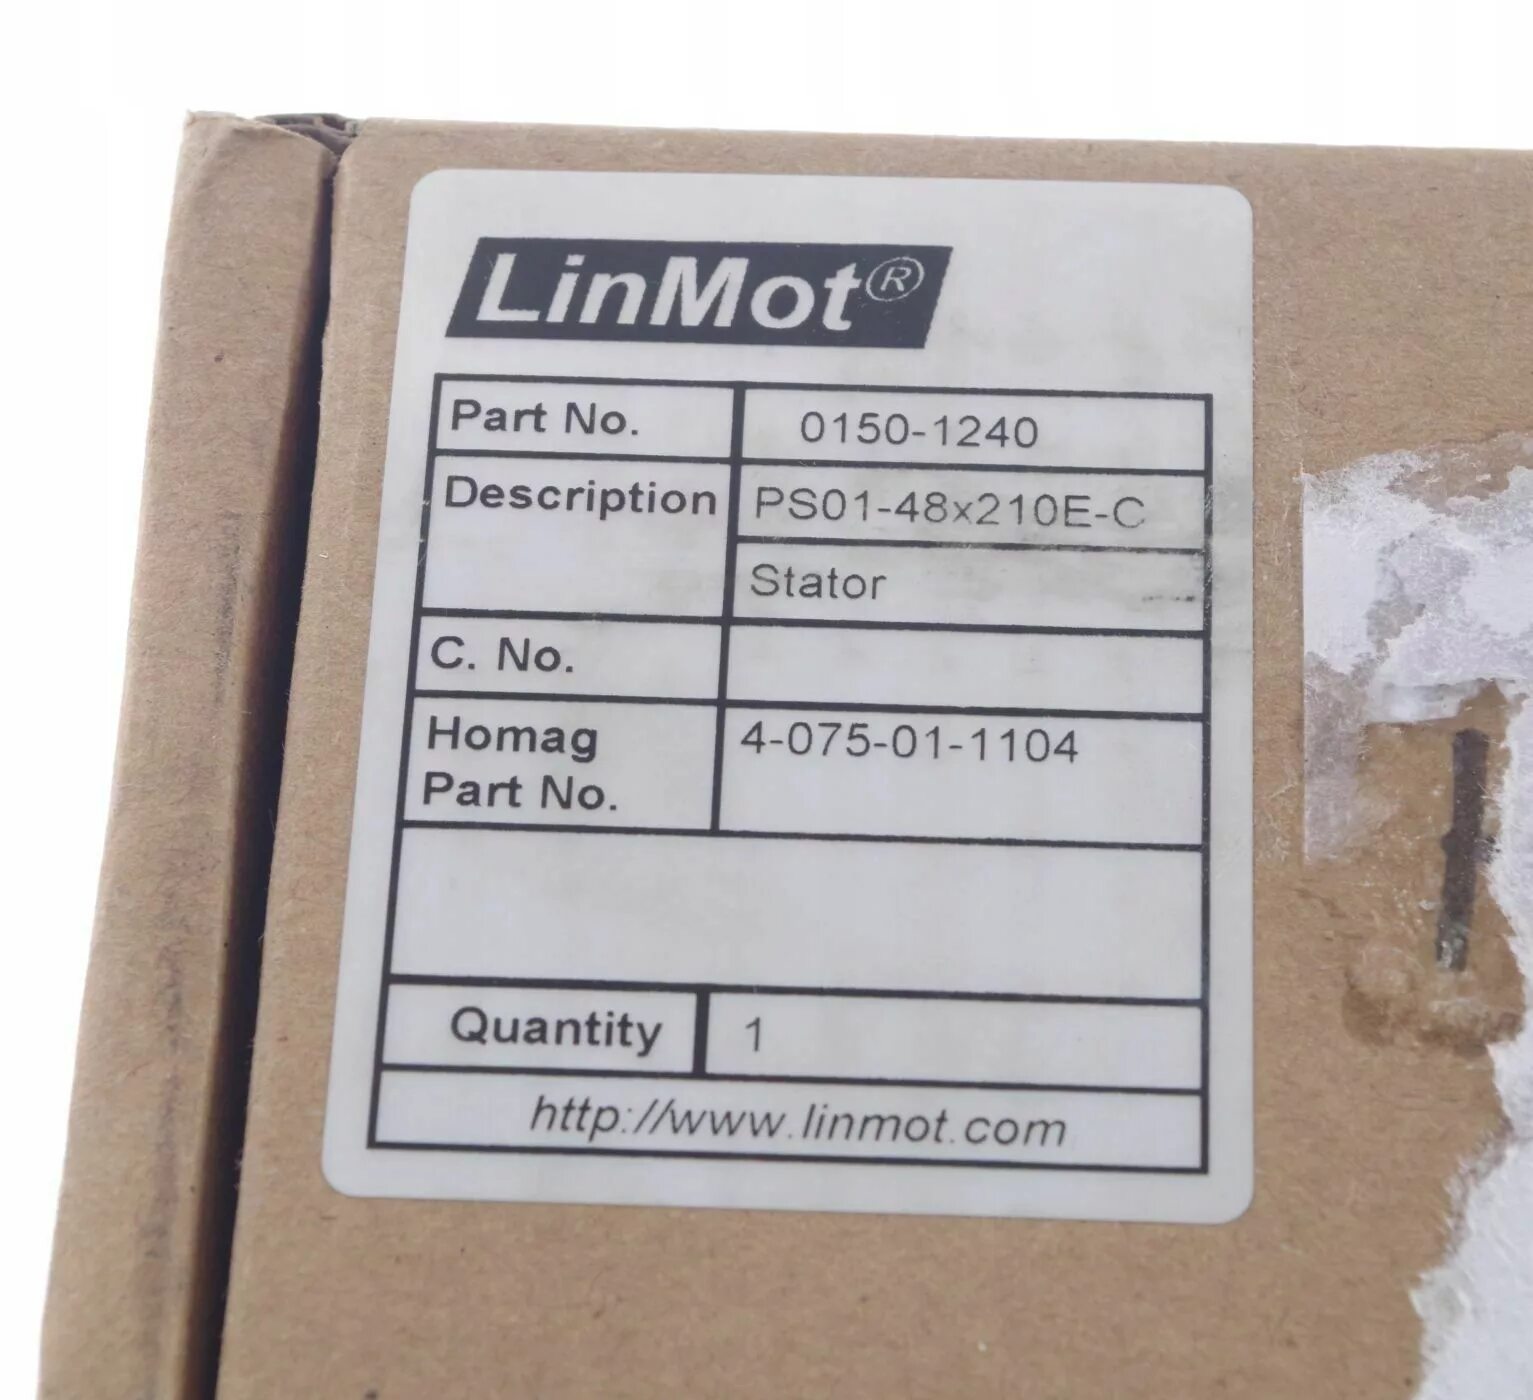 LinMot®
Part No. 0150-1240
Description PS01-48x210E-C
Stator
C. No.
Homag
Part No. 4-075-01-1104
Quantity 1
http://www.linmot.com